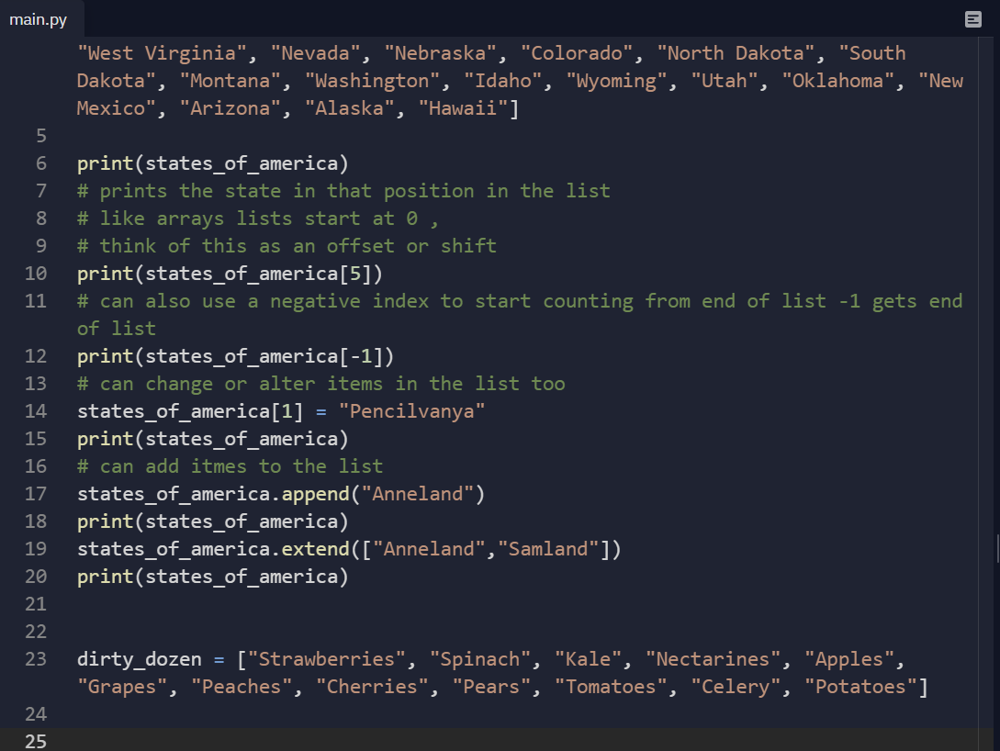 main.py
"West Virginia", "Nevada", "Nebraska", "Colorado", "North Dakota", "South
Dakota", "Montana", "Washington", "Idaho", "Wyoming", "Utah", "Oklahoma", "New
Mexico", "Arizona", "Alaska", "Hawaii"]
5
6 print(states_of_america)
7 # prints the state in that position in the list
8 # like arrays lists start at 0 ,
9 # think of this as an offset or shift
10 print(states_of_america[5])
11 # can also use a negative index to start counting from end of list -1 gets end
of list
12 print(states_of_america[-1])
13 # can change or alter items in the list too
14 states_of_america[1] = "Pencilvanya"
15 print(states_of_america)
16 # can add itmes to the list
17 states_of_america.append("Anneland")
18 print(states_of_america)
19 states_of_america.extend(["Anneland","Samland"])
20 print(states_of_america)
21
22
23 dirty_dozen = ["Strawberries", "Spinach", "Kale", "Nectarines", "Apples",
"Grapes", "Peaches", "Cherries", "Pears", "Tomatoes", "Celery", "Potatoes"]
24
25